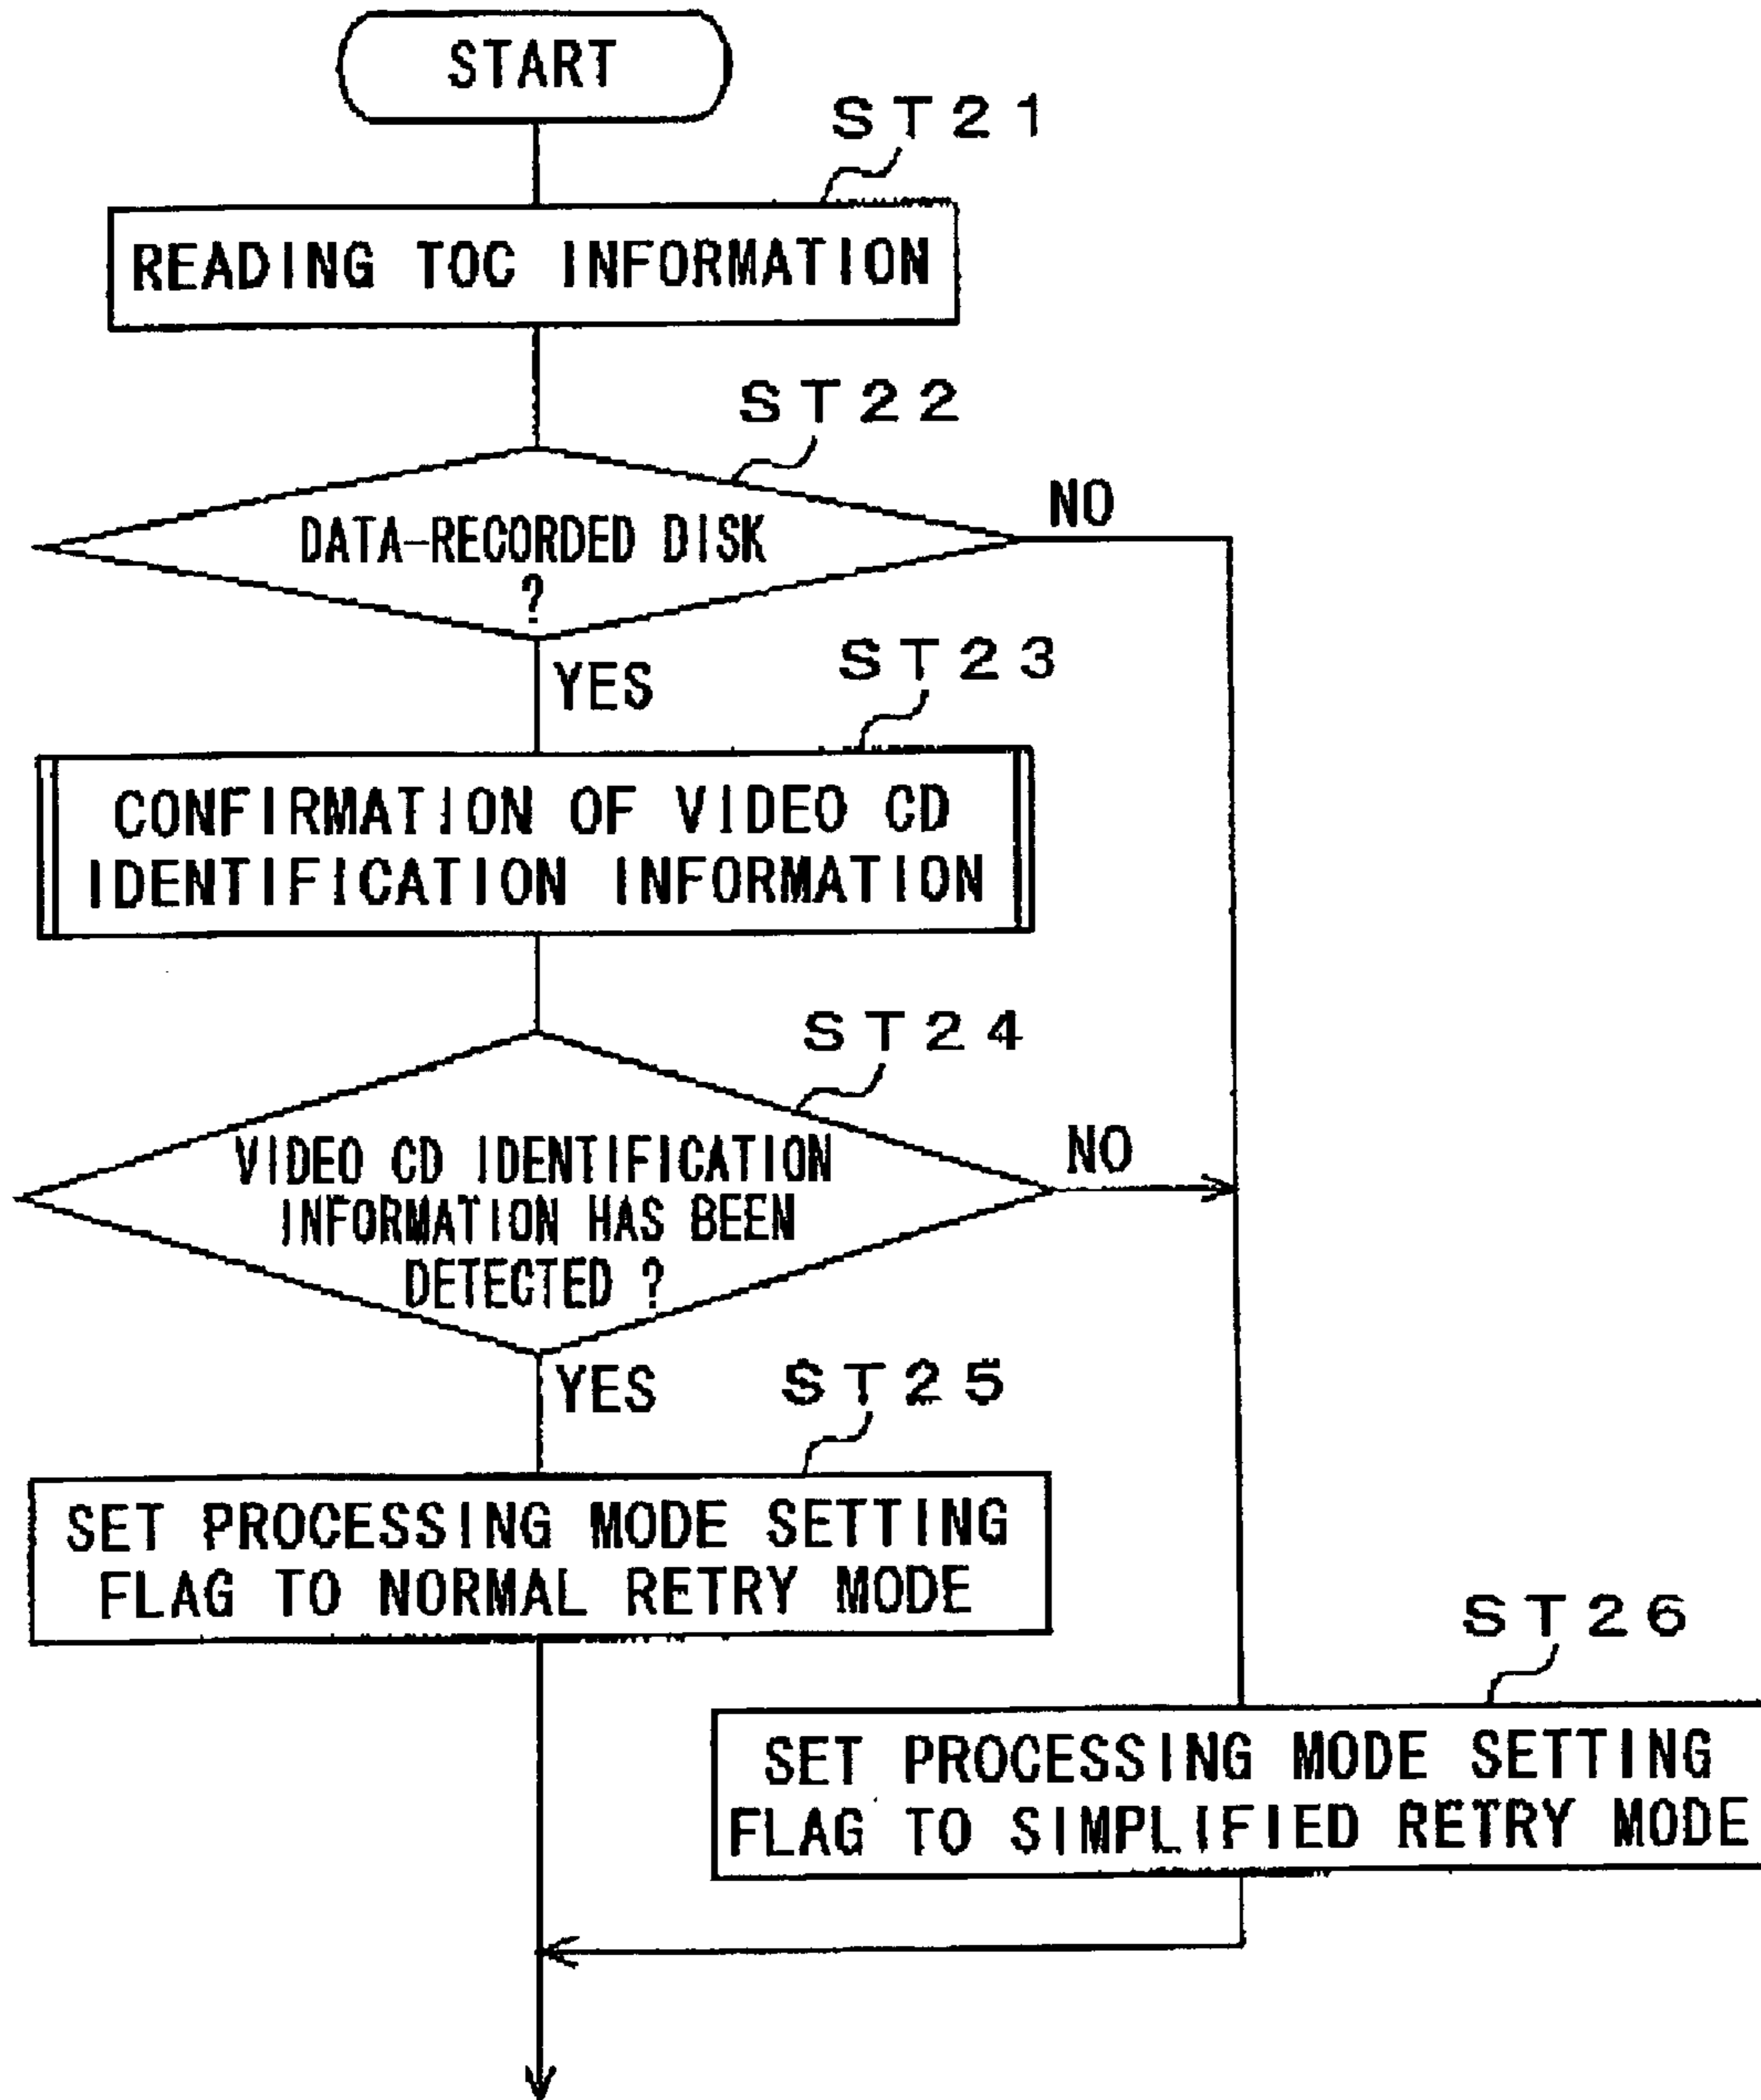 START
ST21
READING TOC INFORMATION
ST22
DATA-RECORDED DISK
?
NO
YES
ST23
CONFIRMATION OF VIDEO CD
IDENTIFICATION INFORMATION
ST24
VIDEO CD IDENTIFICATION
INFORMATION HAS BEEN
DETECTED ?
NO
YES
ST25
SET PROCESSING MODE SETTING
FLAG TO NORMAL RETRY MODE
ST26
SET PROCESSING MODE SETTING
FLAG TO SIMPLIFIED RETRY MODE